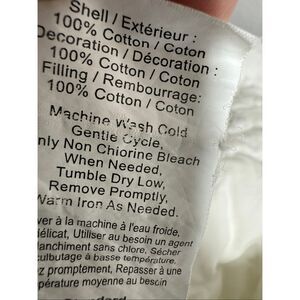 Shell / Extérieur :
100% Cotton / Coton
Decoration / Décoration :
100% Cotton / Coton
Filling / Rembourrage:
100% Cotton / Coton
Machine Wash Cold
Gentle Cycle,
Only Non Chlorine Bleach
When Needed,
Tumble Dry Low,
Remove Promptly,
Warm Iron As Needed.
ver à la machine à l'eau froide,
délicat, Utiliser au besoin un agent
lanchiment sans chlore, Sécher
culbutage à basse température,
ez promptement, Repasser à une
température moyenne au besoin